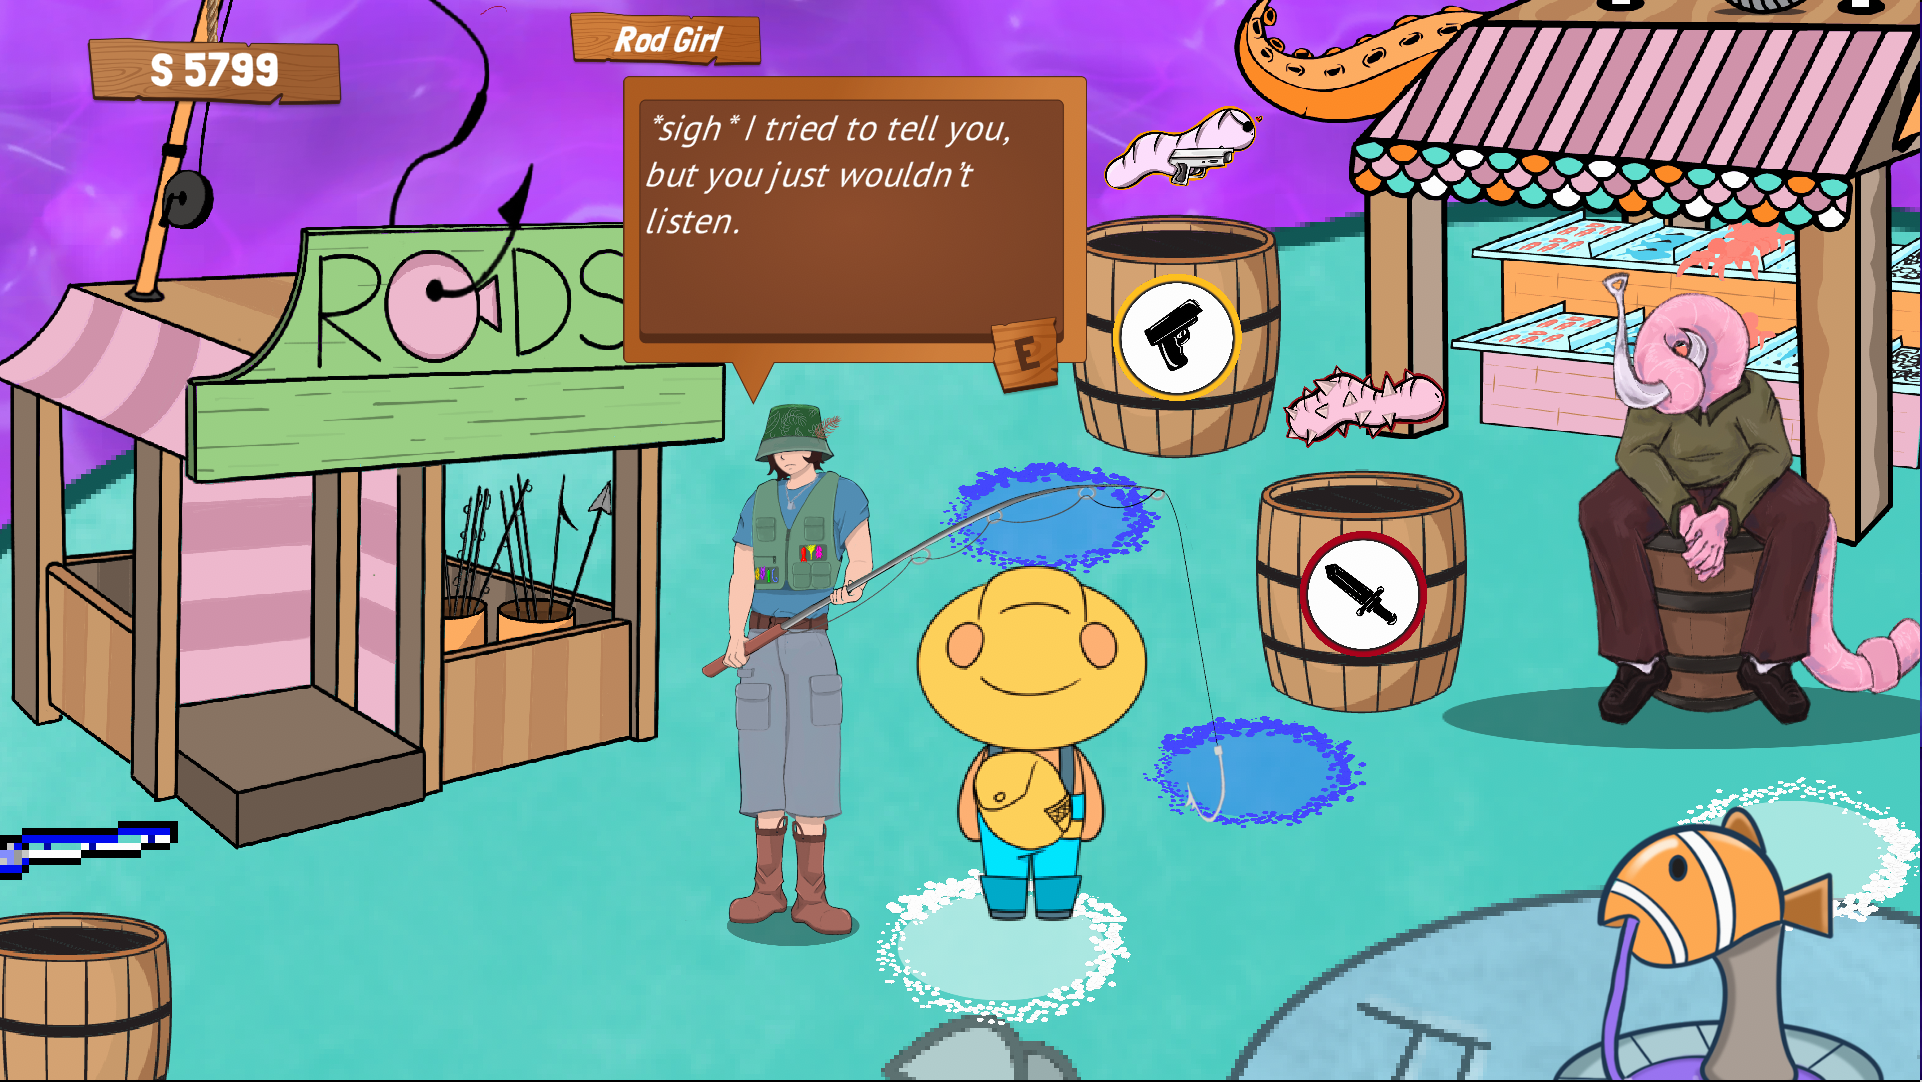 Rod Girl
S 5799
*sigh* I tried to tell you,
but you just wouldn't
listen.
RODS
E